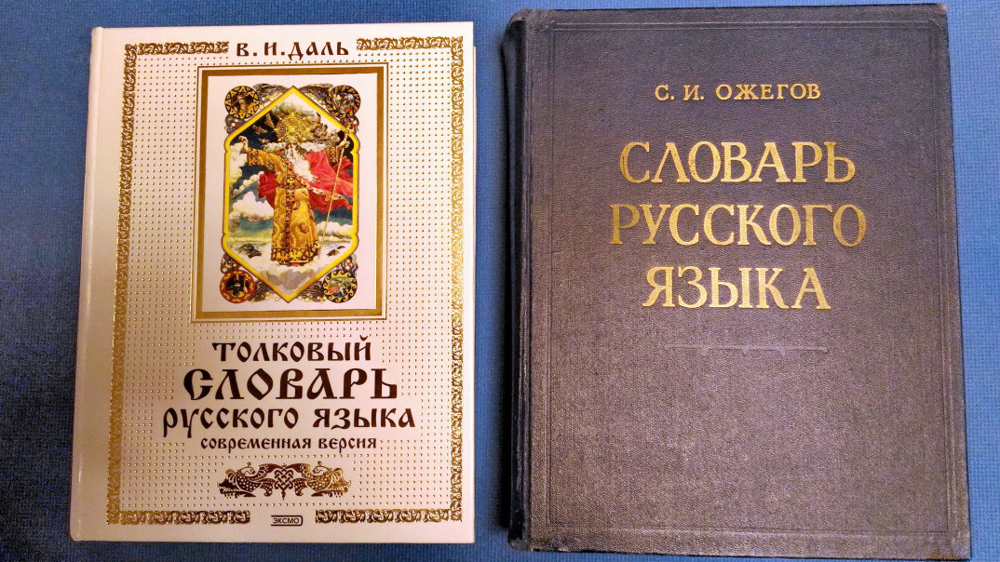 В. И. ДАЛЬ
ТОЛКОВЫЙ
СЛОВАРЬ
РУССКОГО ЯЗЫКА
СОВРЕМЕННАЯ ВЕРСИЯ
ЭКСМО
С. И. ОЖЕГОВ
СЛОВАРЬ
РУССКОГО
ЯЗЫКА